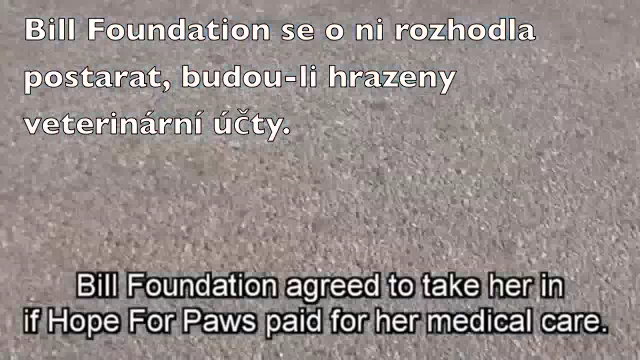 Bill Foundation se o ni rozhodla
postarat, budou-li hrazeny
veterinární účty.
Bill Foundation agreed to take her in
if Hope For Paws paid for her medical care.